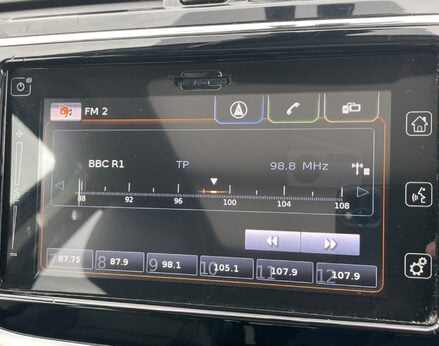 FM 2
BBC R1 TP 98.8 MHz
88 92 96 100 104 108
7 87.75 8 87.9 9 98.1 10 105.1 11 107.9 12 107.9